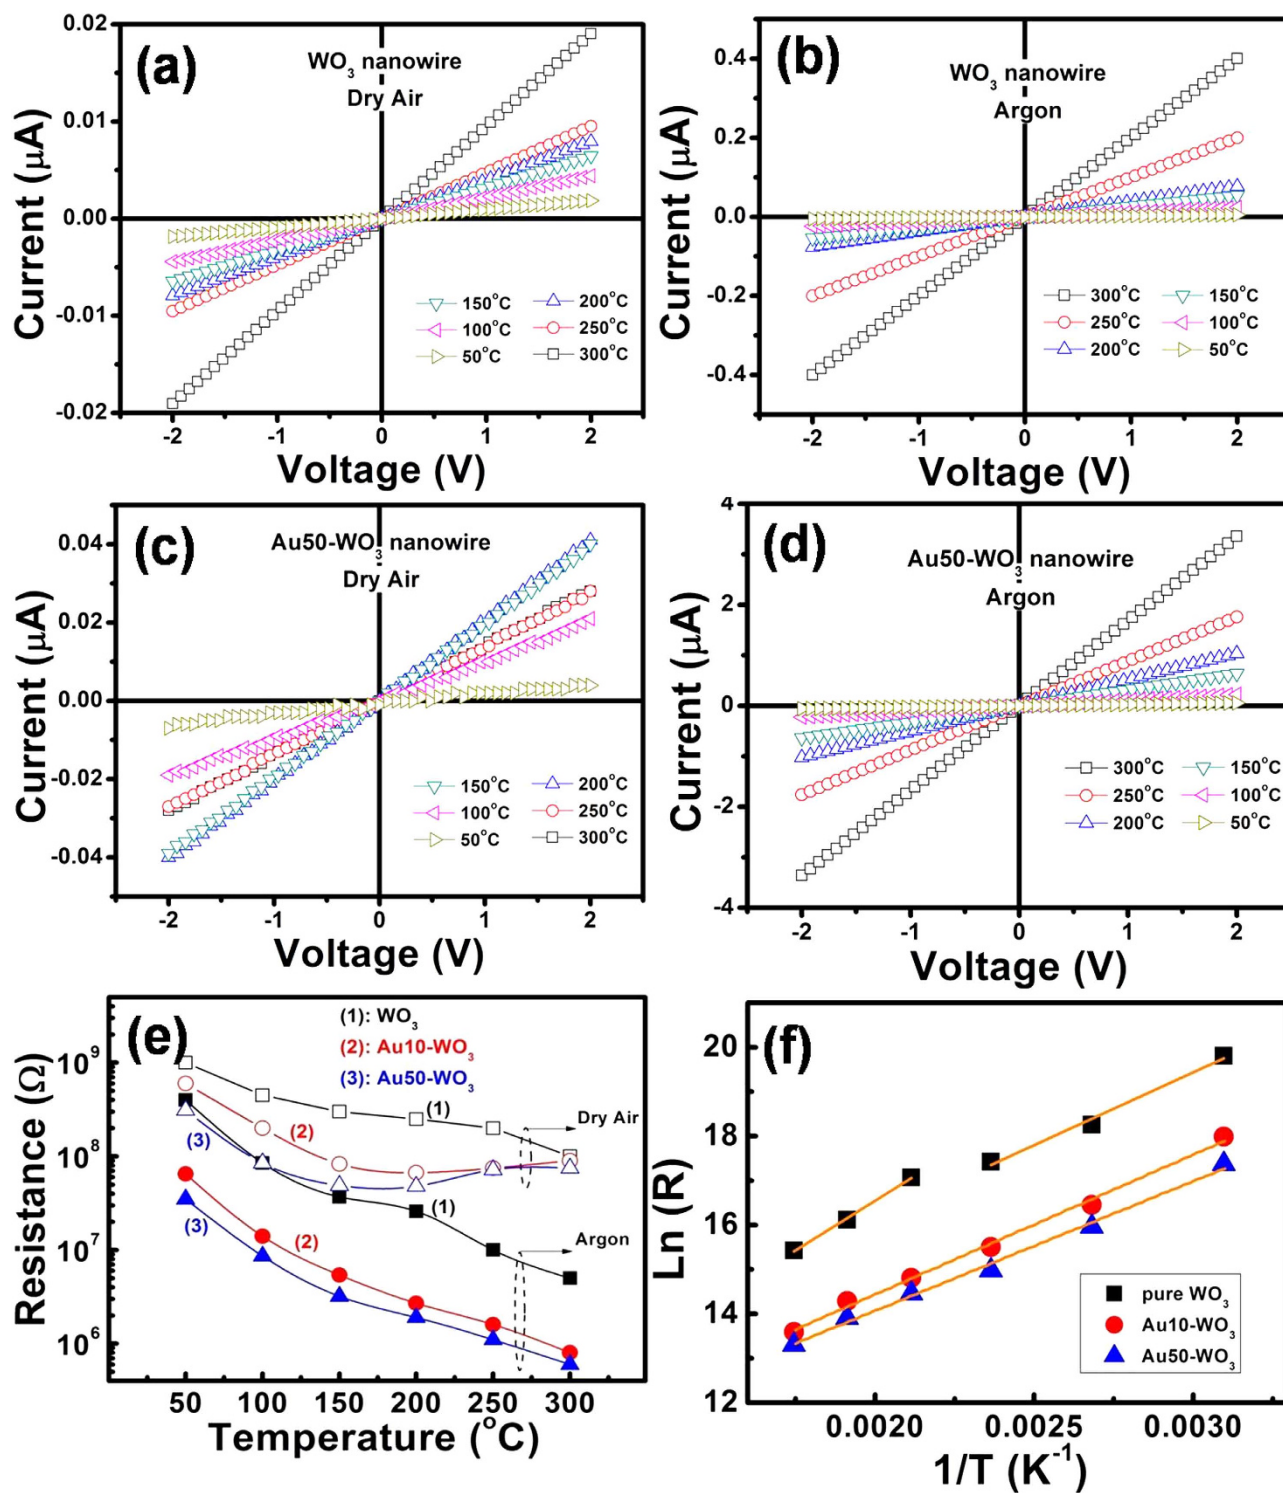 (a)
WO₃ nanowire
Dry Air
Current (μA)
0.02
0.01
0.00
-0.01
-0.02
150°C
200°C
100°C
250°C
50°C
300°C
-2 -1 0 1 2
Voltage (V)
(b)
WO₃ nanowire
Argon
Current (μA)
0.4
0.2
0.0
-0.2
-0.4
300°C
150°C
250°C
100°C
200°C
50°C
-2 -1 0 1 2
Voltage (V)
(c)
Au50-WO₃ nanowire
Dry Air
Current (μA)
0.04
0.02
0.00
-0.02
-0.04
150°C
200°C
100°C
250°C
50°C
300°C
-2 -1 0 1 2
Voltage (V)
(d)
Au50-WO₃ nanowire
Argon
Current (μA)
4
2
0
-2
-4
300°C
150°C
250°C
100°C
200°C
50°C
-2 -1 0 1 2
Voltage (V)
(e)
(1): WO₃
(2): Au10-WO₃
(3): Au50-WO₃
Resistance (Ω)
10⁹
10⁸
10⁷
10⁶
(1)
Dry Air
(2)
(3)
(1)
Argon
(2)
(3)
50 100 150 200 250 300
Temperature (°C)
(f)
Ln (R)
20
18
16
14
12
pure WO₃
Au10-WO₃
Au50-WO₃
0.0020 0.0025 0.0030
1/T (K⁻¹)